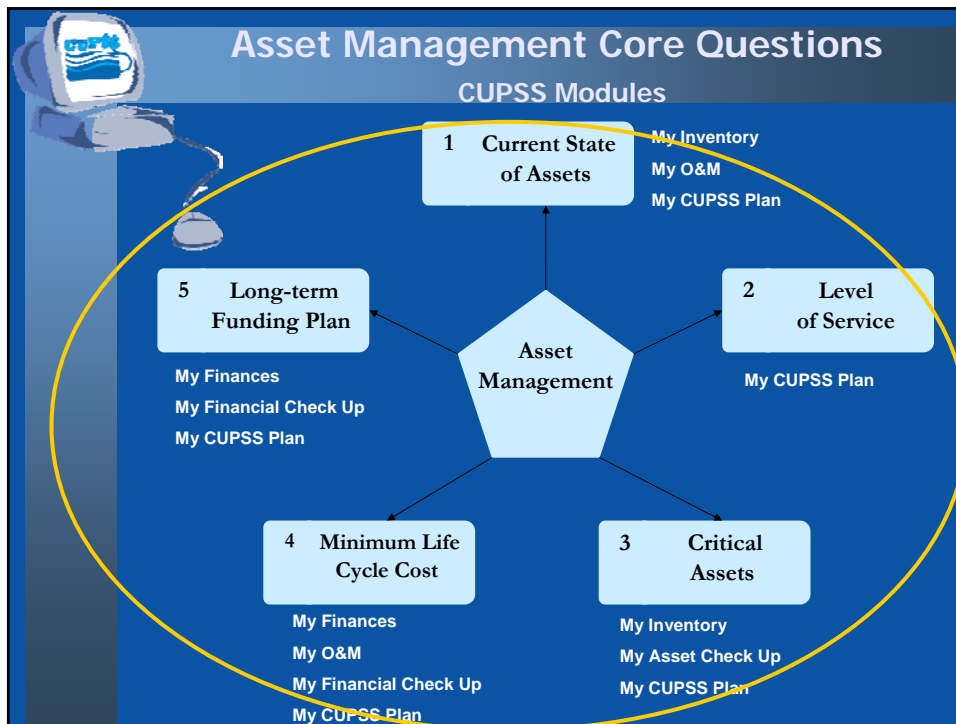 CUPSS
Asset Management Core Questions
CUPSS Modules
1 Current State
of Assets
My Inventory
My O&M
My CUPSS Plan
2 Level
of Service
My CUPSS Plan
3 Critical
Assets
My Inventory
My Asset Check Up
My CUPSS Plan
4 Minimum Life
Cycle Cost
My Finances
My O&M
My Financial Check Up
My CUPSS Plan
5 Long-term
Funding Plan
My Finances
My Financial Check Up
My CUPSS Plan
Asset
Management